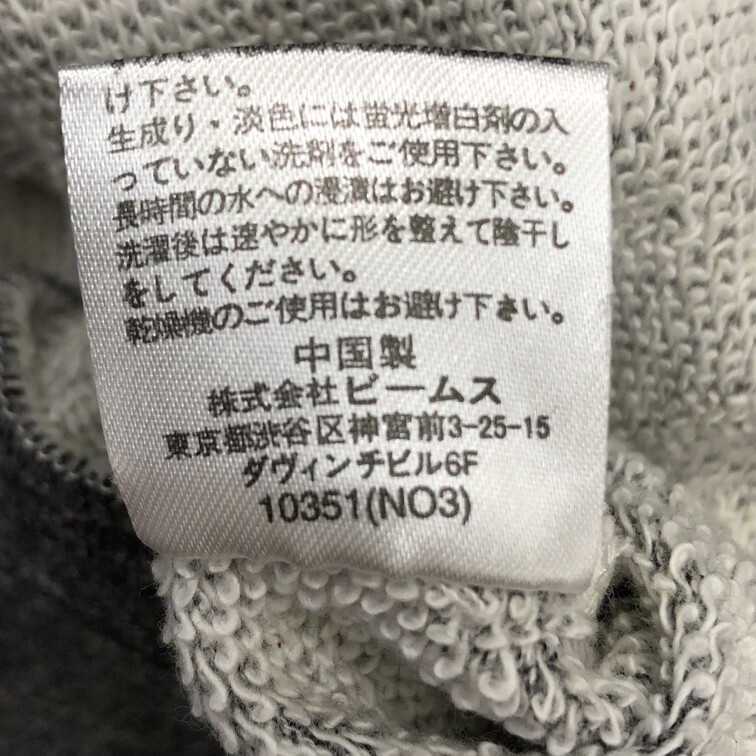 け下さい。
生成り・淡色には蛍光増白剤の入
っていない洗剤をご使用下さい。
長時間の水への浸漬はお避け下さい。
洗濯後は速やかに形を整えて陰干し
をしてください。
乾燥機のご使用はお避け下さい。
中国製
株式会社ビームス
東京都渋谷区神宮前3-25-15
ダヴィンチビル6F
10351(NO3)